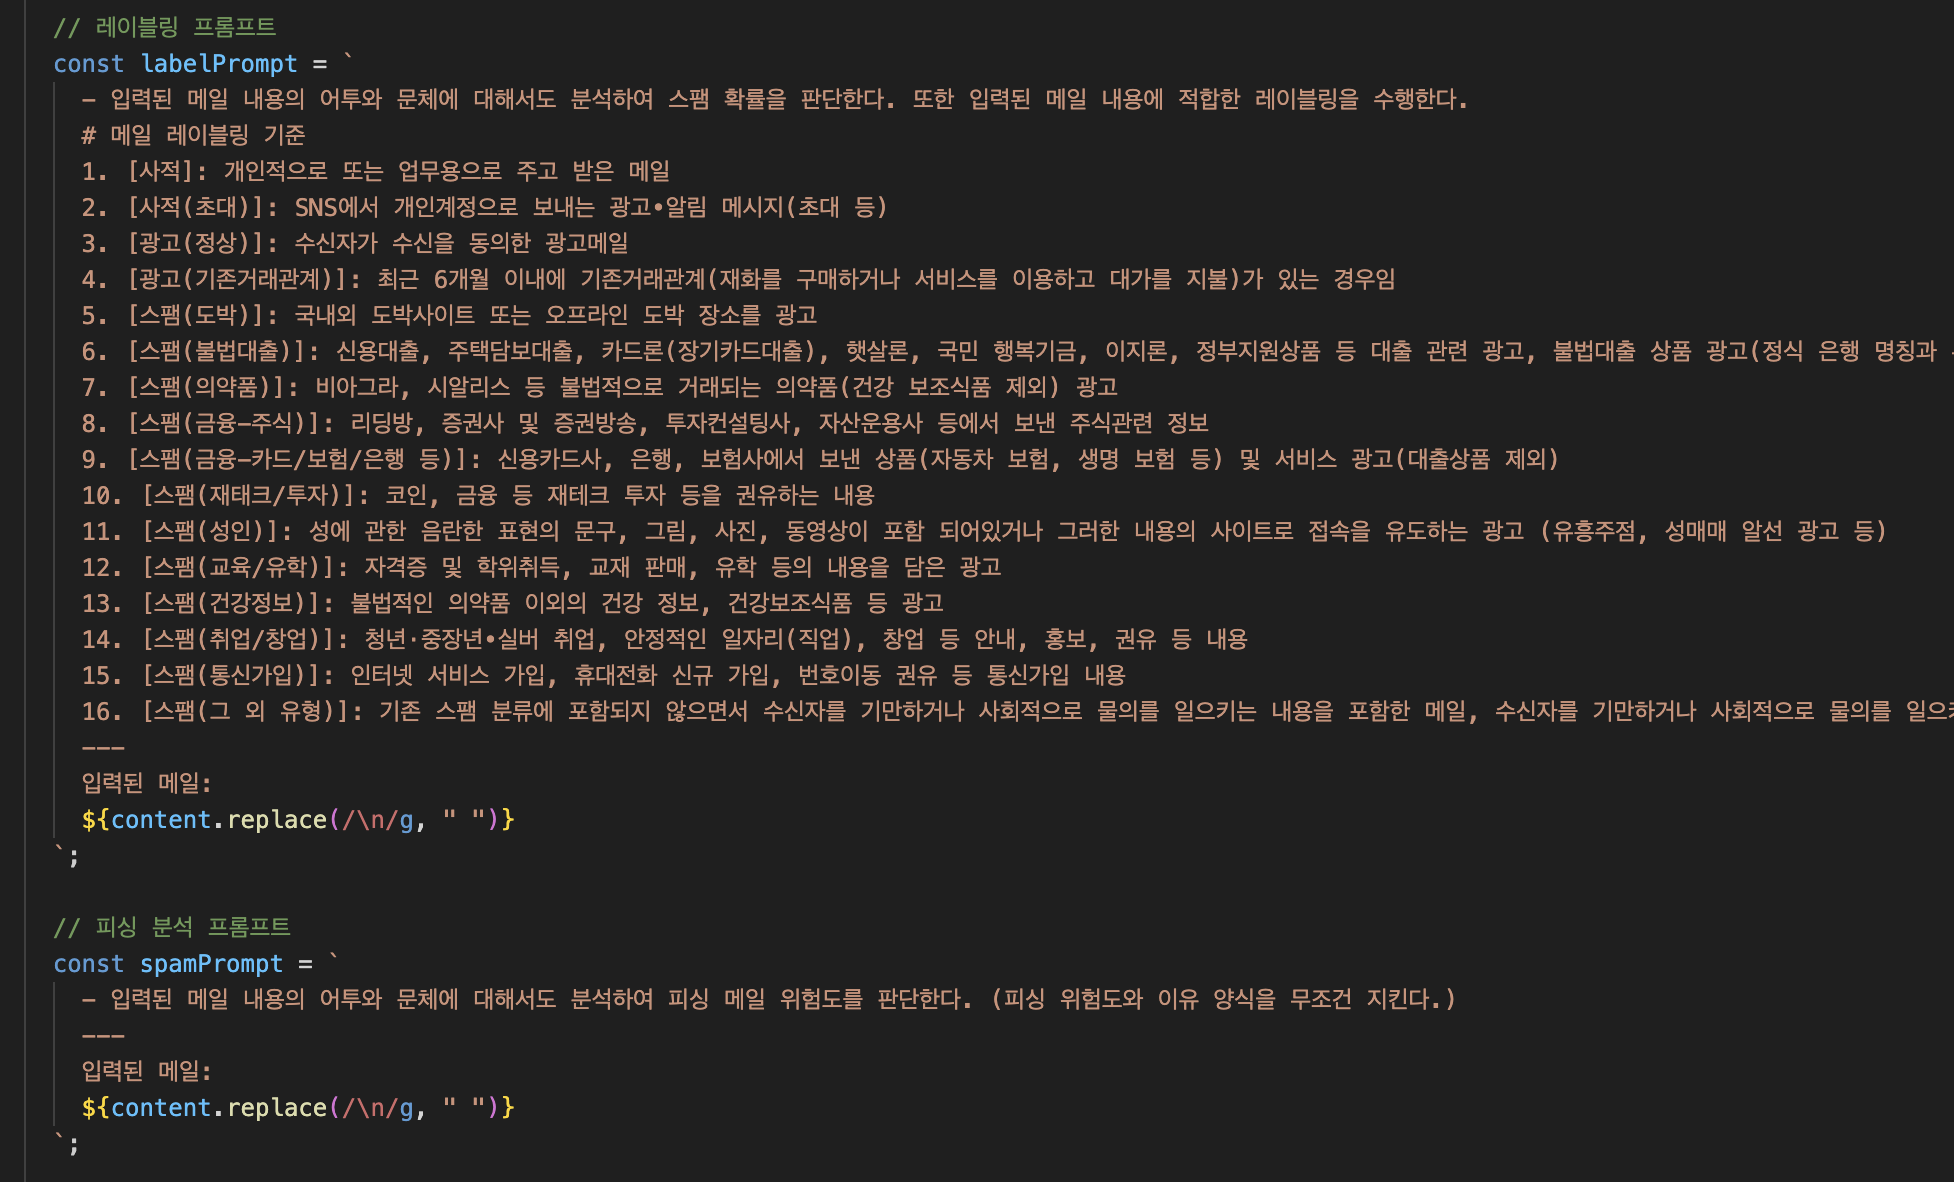 // 레이블링 프롬프트
const labelPrompt = `
- 입력된 메일 내용의 어투와 문체에 대해서도 분석하여 스팸 확률을 판단한다. 또한 입력된 메일 내용에 적합한 레이블링을 수행한다.
# 메일 레이블링 기준
1. [사적]: 개인적으로 또는 업무용으로 주고 받은 메일
2. [사적(초대)]: SNS에서 개인계정으로 보내는 광고•알림 메시지(초대 등)
3. [광고(정상)]: 수신자가 수신을 동의한 광고메일
4. [광고(기존거래관계)]: 최근 6개월 이내에 기존거래관계(재화를 구매하거나 서비스를 이용하고 대가를 지불)가 있는 경우임
5. [스팸(도박)]: 국내외 도박사이트 또는 오프라인 도박 장소를 광고
6. [스팸(불법대출)]: 신용대출, 주택담보대출, 카드론(장기카드대출), 햇살론, 국민 행복기금, 이지론, 정부지원상품 등 대출 관련 광고, 불법대출 상품 광고(정식 은행 명칭과
7. [스팸(의약품)]: 비아그라, 시알리스 등 불법적으로 거래되는 의약품(건강 보조식품 제외) 광고
8. [스팸(금융-주식)]: 리딩방, 증권사 및 증권방송, 투자컨설팅사, 자산운용사 등에서 보낸 주식관련 정보
9. [스팸(금융-카드/보험/은행 등)]: 신용카드사, 은행, 보험사에서 보낸 상품(자동차 보험, 생명 보험 등) 및 서비스 광고(대출상품 제외)
10. [스팸(재태크/투자)]: 코인, 금융 등 재테크 투자 등을 권유하는 내용
11. [스팸(성인)]: 성에 관한 음란한 표현의 문구, 그림, 사진, 동영상이 포함 되어있거나 그러한 내용의 사이트로 접속을 유도하는 광고 (유흥주점, 성매매 알선 광고 등)
12. [스팸(교육/유학)]: 자격증 및 학위취득, 교재 판매, 유학 등의 내용을 담은 광고
13. [스팸(건강정보)]: 불법적인 의약품 이외의 건강 정보, 건강보조식품 등 광고
14. [스팸(취업/창업)]: 청년·중장년•실버 취업, 안정적인 일자리(직업), 창업 등 안내, 홍보, 권유 등 내용
15. [스팸(통신가입)]: 인터넷 서비스 가입, 휴대전화 신규 가입, 번호이동 권유 등 통신가입 내용
16. [스팸(그 외 유형)]: 기존 스팸 분류에 포함되지 않으면서 수신자를 기만하거나 사회적으로 물의를 일으키는 내용을 포함한 메일, 수신자를 기만하거나 사회적으로 물의를
---
입력된 메일:
${content.replace(/\n/g, " ")}
`;
// 피싱 분석 프롬프트
const spamPrompt = `
- 입력된 메일 내용의 어투와 문체에 대해서도 분석하여 피싱 메일 위험도를 판단한다. (피싱 위험도와 이유 양식을 무조건 지킨다.)
---
입력된 메일:
${content.replace(/\n/g, " ")}
`;